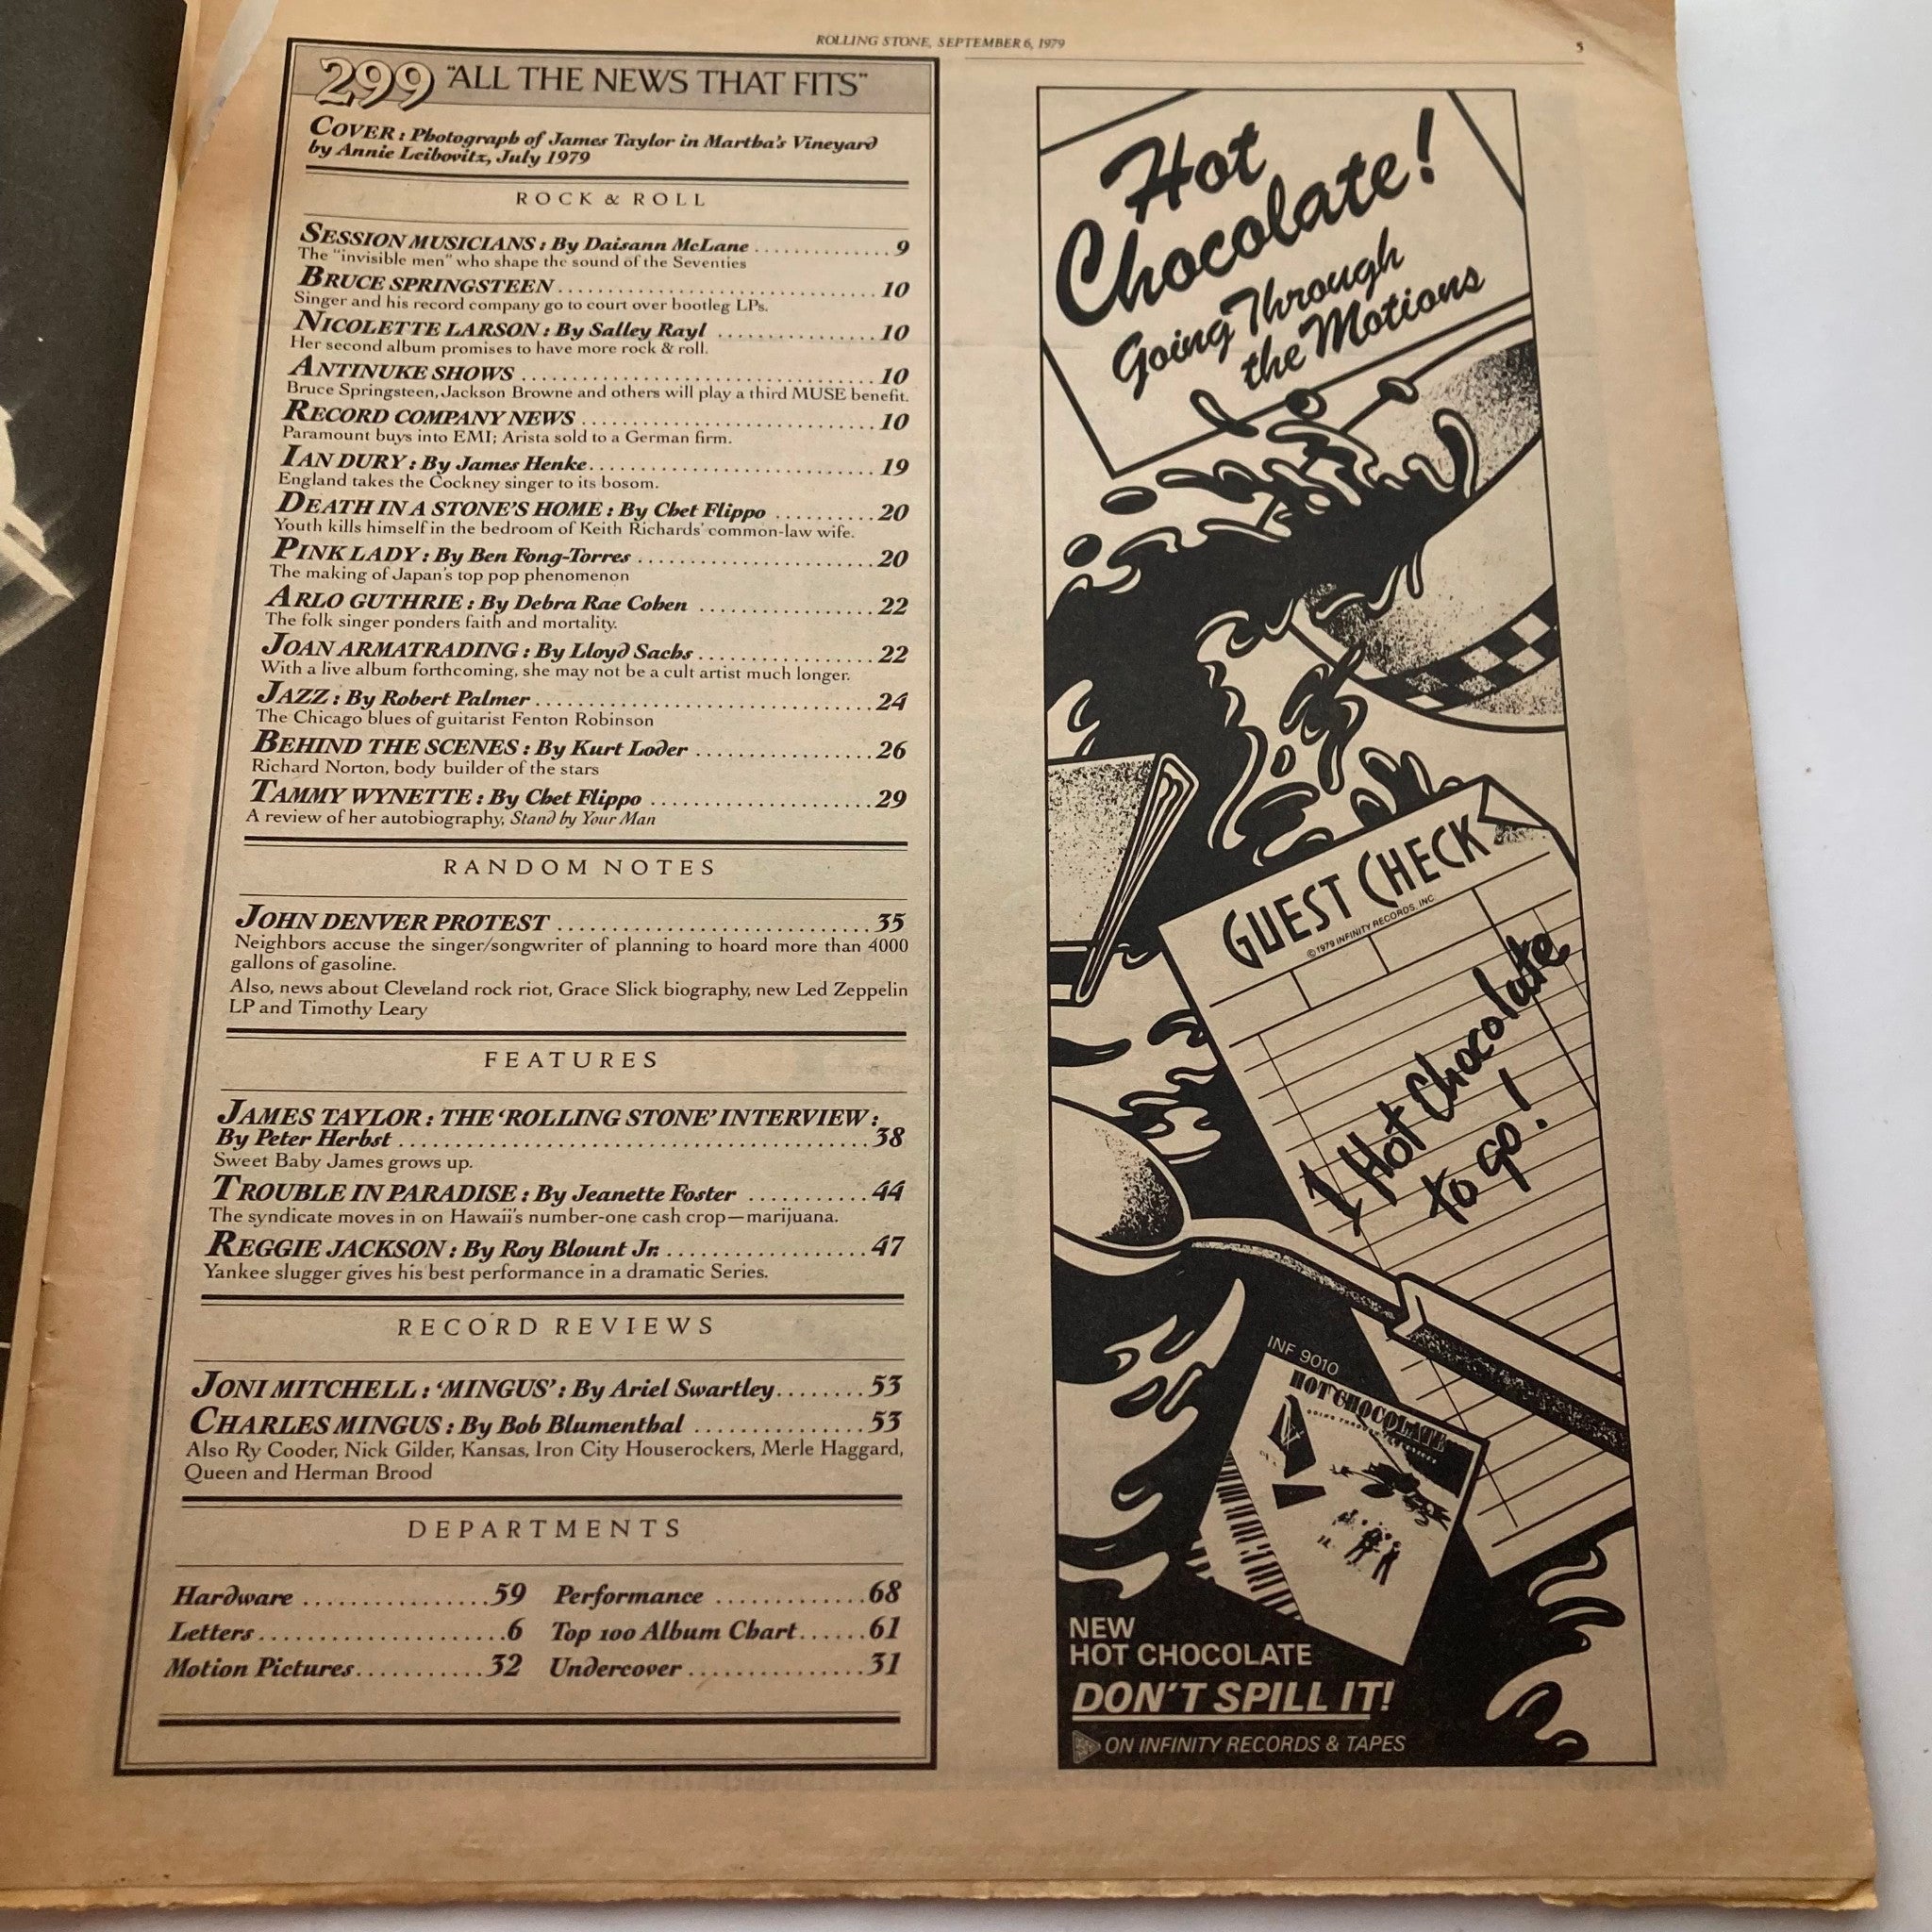 ROLLING STONE, SEPTEMBER 6, 1979
5
299 "ALL THE NEWS THAT FITS"
COVER : Photograph of James Taylor in Martha's Vineyard
by Annie Leibovitz, July 1979
ROCK & ROLL
SESSION MUSICIANS : By Daisann McLane ............. 9
The "invisible men" who shape the sound of the Seventies
BRUCE SPRINGSTEEN ............................. 10
Singer and his record company go to court over bootleg LPs.
NICOLETTE LARSON : By Salley Rayl ............... 10
Her second album promises to have more rock & roll.
ANTINUKE SHOWS ................................. 10
Bruce Springsteen, Jackson Browne and others will play a third MUSE benefit.
RECORD COMPANY NEWS ........................... 10
Paramount buys into EMI; Arista sold to a German firm.
IAN DURY : By James Henke.......................... 19
England takes the Cockney singer to its bosom.
DEATH IN A STONE'S HOME : By Chet Flippo .......... 20
Youth kills himself in the bedroom of Keith Richards' common-law wife.
PINK LADY : By Ben Fong-Torres ..................... 20
The making of Japan's top pop phenomenon
ARLO GUTHRIE : By Debra Rae Cohen ................ 22
The folk singer ponders faith and mortality.
JOAN ARMATRADING : By Lloyd Sachs ................ 22
With a live album forthcoming, she may not be a cult artist much longer.
JAZZ : By Robert Palmer .............................. 24
The Chicago blues of guitarist Fenton Robinson
BEHIND THE SCENES : By Kurt Loder ................ 26
Richard Norton, body builder of the stars
TAMMY WYNETTE : By Chet Flippo .................... 29
A review of her autobiography, Stand by Your Man
RANDOM NOTES
JOHN DENVER PROTEST ............................ 35
Neighbors accuse the singer/songwriter of planning to hoard more than 4000
gallons of gasoline.
Also, news about Cleveland rock riot, Grace Slick biography, new Led Zeppelin
LP and Timothy Leary
FEATURES
JAMES TAYLOR : THE 'ROLLING STONE' INTERVIEW :
By Peter Herbst ......................................... 38
Sweet Baby James grows up.
TROUBLE IN PARADISE : By Jeanette Foster .......... 44
The syndicate moves in on Hawaii's number-one cash crop—marijuana.
REGGIE JACKSON : By Roy Blount Jr. .................. 47
Yankee slugger gives his best performance in a dramatic Series.
RECORD REVIEWS
JONI MITCHELL : 'MINGUS' : By Ariel Swartley........ 53
CHARLES MINGUS : By Bob Blumenthal .............. 53
Also Ry Cooder, Nick Gilder, Kansas, Iron City Houserockers, Merle Haggard,
Queen and Herman Brood
DEPARTMENTS
Hardware ................ 59 Performance ............. 68
Letters..................... 6 Top 100 Album Chart...... 61
Motion Pictures........... 32 Undercover ............... 31
Hot
Chocolate!
Going Through
the Motions
GUEST CHECK
©1979 INFINITY RECORDS, INC.
1 Hot Chocolate
to go!
INF 9010
HOT CHOCOLATE
GOING THROUGH THE MOTIONS
NEW
HOT CHOCOLATE
DON'T SPILL IT!
ON INFINITY RECORDS & TAPES